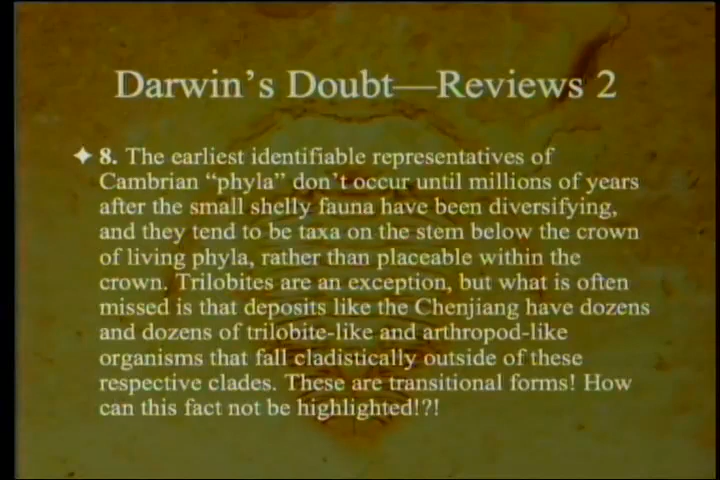 Darwin's Doubt—Reviews 2
✦ 8. The earliest identifiable representatives of
Cambrian “phyla” don't occur until millions of years
after the small shelly fauna have been diversifying,
and they tend to be taxa on the stem below the crown
of living phyla, rather than placeable within the
crown. Trilobites are an exception, but what is often
missed is that deposits like the Chenjiang have dozens
and dozens of trilobite-like and arthropod-like
organisms that fall cladistically outside of these
respective clades. These are transitional forms! How
can this fact not be highlighted!?!